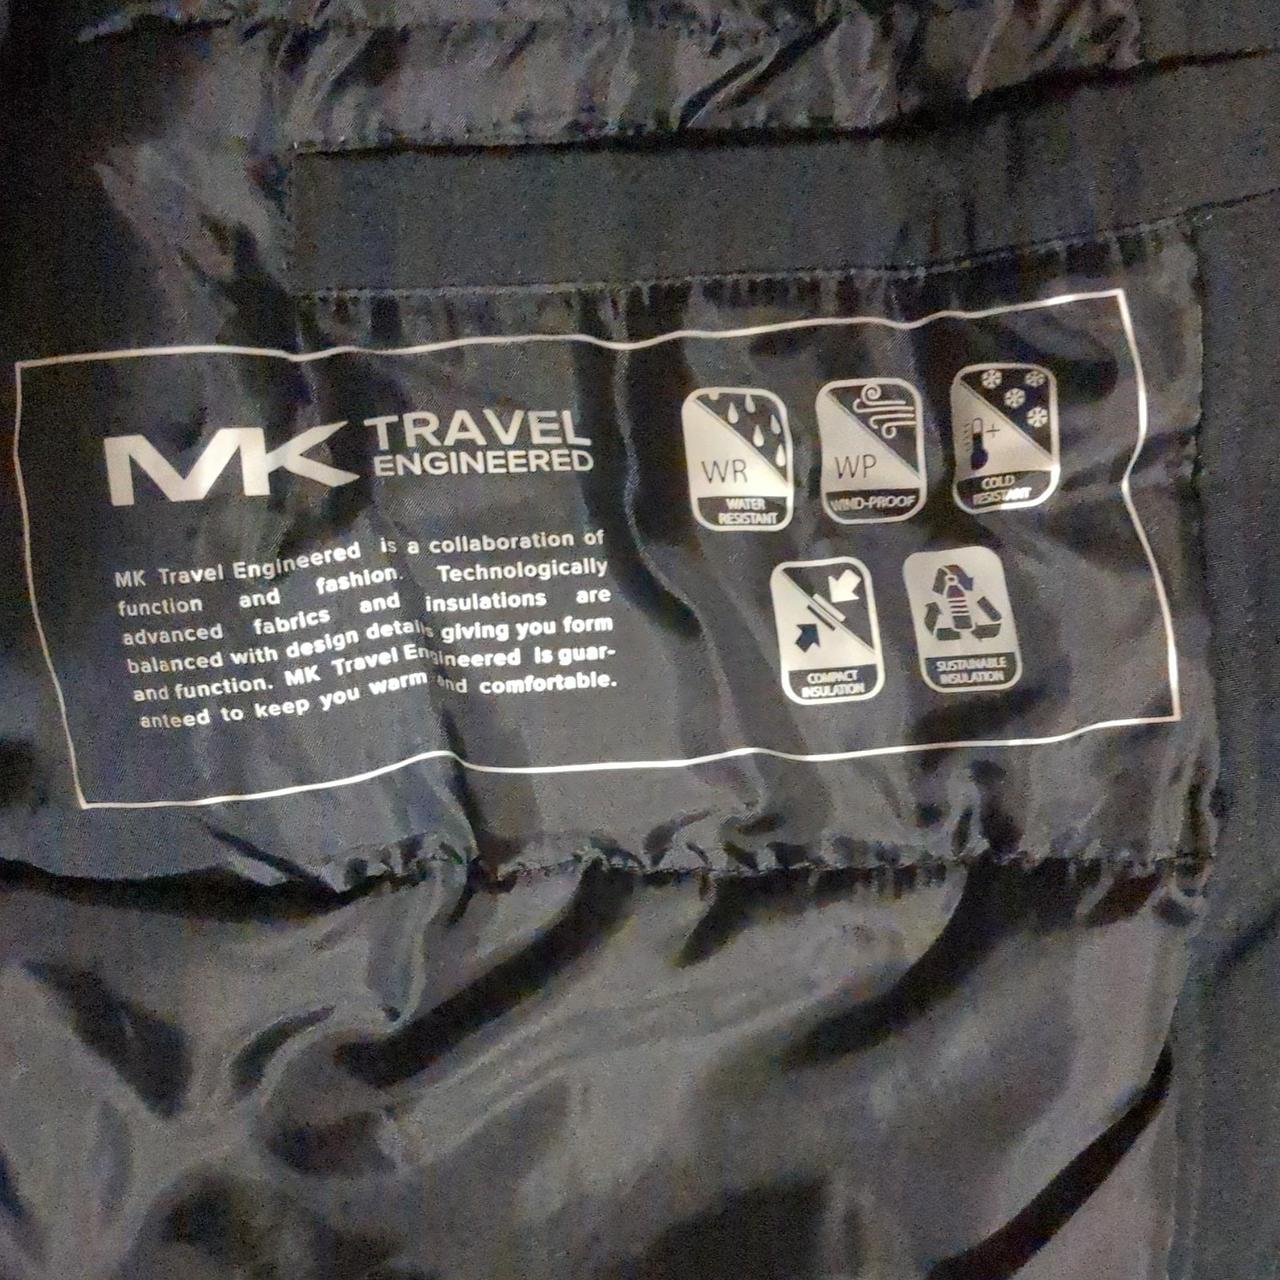 MK TRAVEL
ENGINEERED
MK Travel Engineered is a collaboration of
function and fashion. Technologically
advanced fabrics and insulations are
balanced with design details giving you form
and function. MK Travel Engineered is guar-
anteed to keep you warm and comfortable.
WR
WATER
RESISTANT
WP
WIND-PROOF
COLD
RESISTANT
COMPACT
INSULATION
SUSTAINABLE
INSULATION